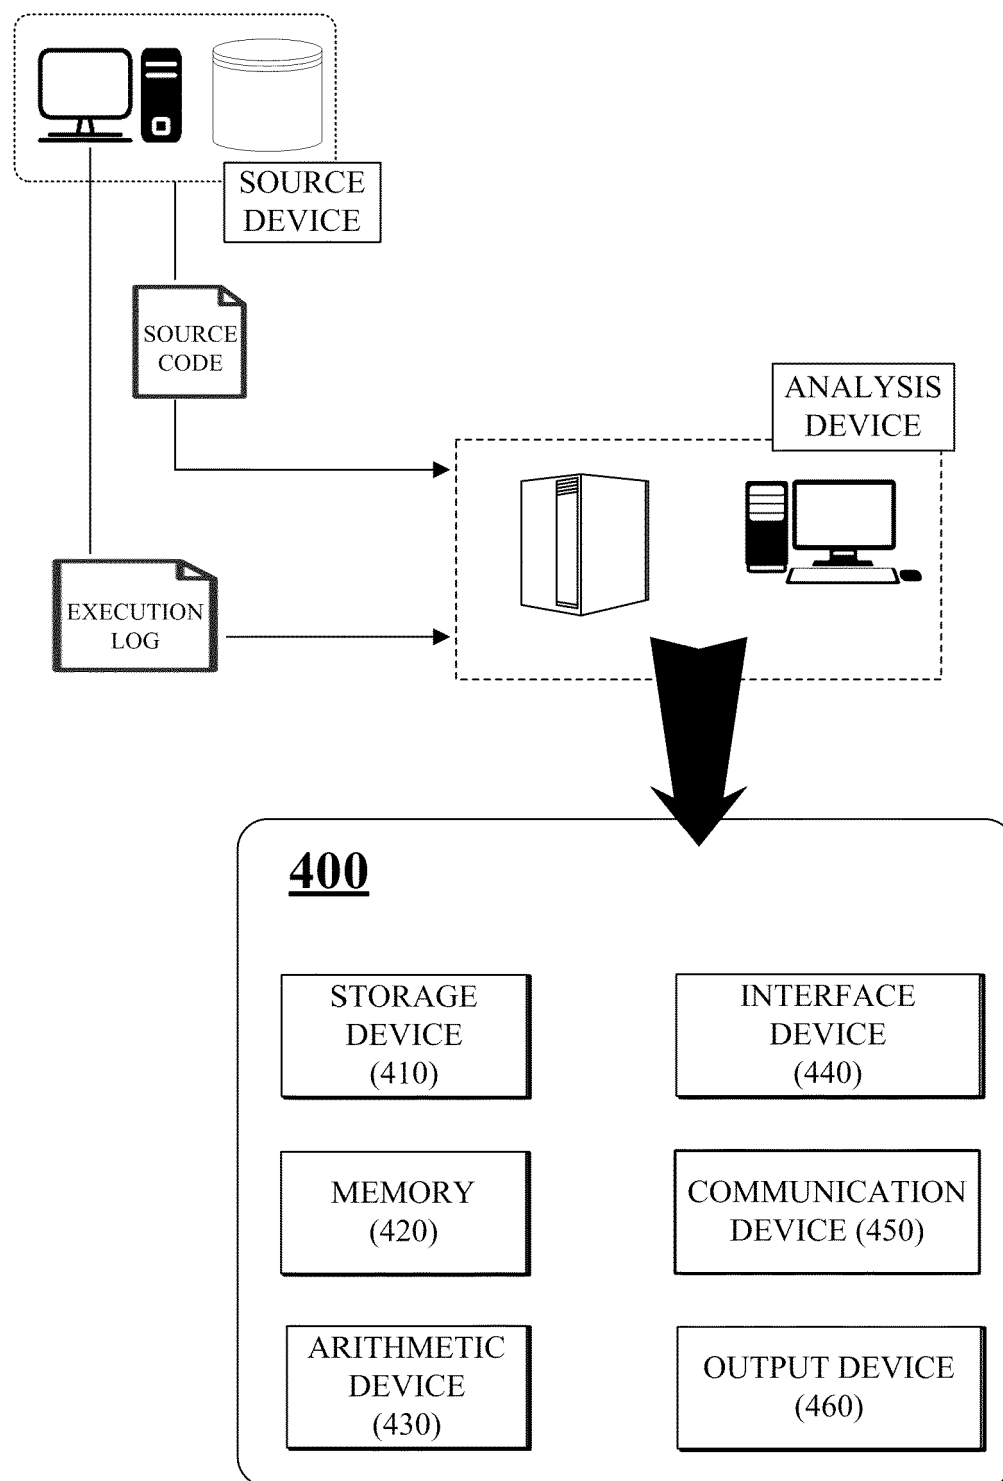 SOURCE
DEVICE
SOURCE
CODE
ANALYSIS
DEVICE
EXECUTION
LOG
400
STORAGE
DEVICE
(410)
INTERFACE
DEVICE
(440)
MEMORY
(420)
COMMUNICATION
DEVICE (450)
ARITHMETIC
DEVICE
(430)
OUTPUT DEVICE
(460)